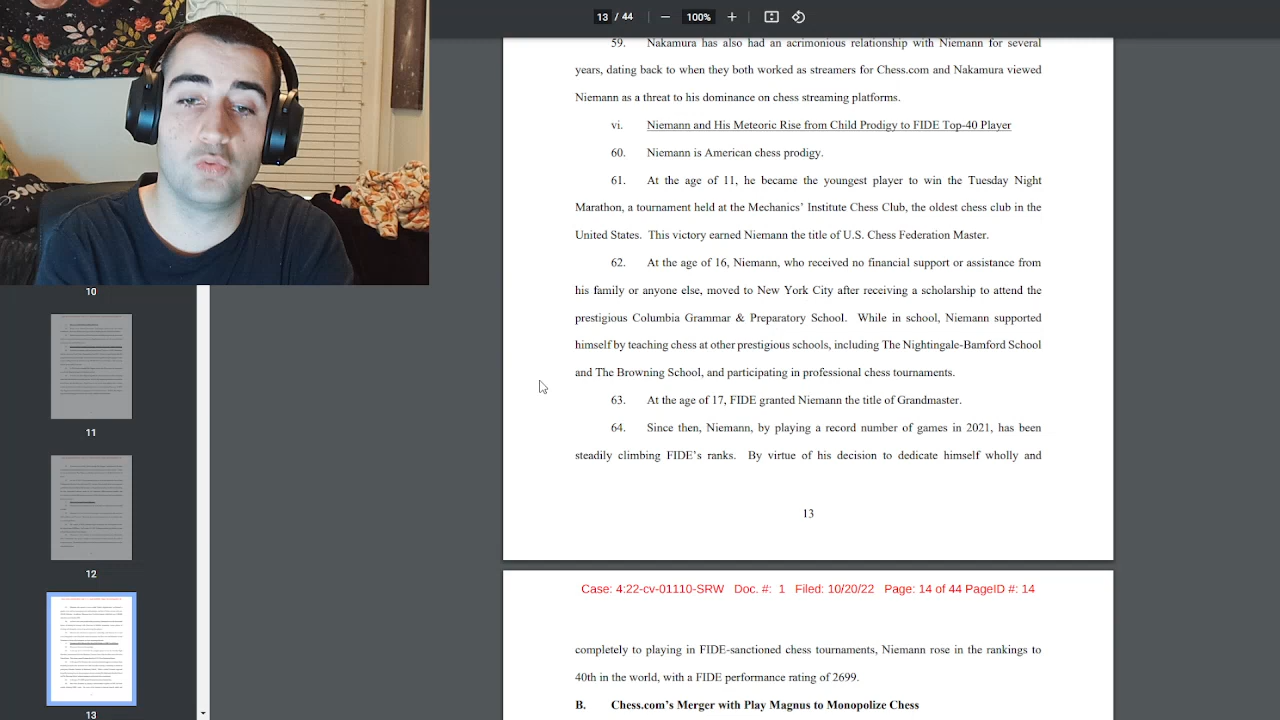 13 / 44
100%
59. Nakamura has also had an acrimonious relationship with Niemann for several
years, dating back to when they both worked as streamers for Chess.com and Nakamura viewed
Niemann as a threat to his dominance on chess streaming platforms.
vi. Niemann and His Meteoric Rise from Child Prodigy to FIDE Top-40 Player
60. Niemann is American chess prodigy.
61. At the age of 11, he became the youngest player to win the Tuesday Night
Marathon, a tournament held at the Mechanics' Institute Chess Club, the oldest chess club in the
United States. This victory earned Niemann the title of U.S. Chess Federation Master.
62. At the age of 16, Niemann, who received no financial support or assistance from
his family or anyone else, moved to New York City after receiving a scholarship to attend the
prestigious Columbia Grammar & Preparatory School. While in school, Niemann supported
himself by teaching chess at other prestigious schools, including The Nightingale-Bamford School
and The Browning School, and participating in professional chess tournaments.
63. At the age of 17, FIDE granted Niemann the title of Grandmaster.
64. Since then, Niemann, by playing a record number of games in 2021, has been
steadily climbing FIDE's ranks. By virtue of his decision to dedicate himself wholly and
13
Case: 4:22-cv-01110-SRW Doc. #: 1 Filed: 10/20/22 Page: 14 of 44 PageID #: 14
completely to playing in FIDE-sanctioned chess tournaments, Niemann rose in the rankings to
40th in the world, with a FIDE performance rating of 2699.
B. Chess.com's Merger with Play Magnus to Monopolize Chess
10
11
12
13